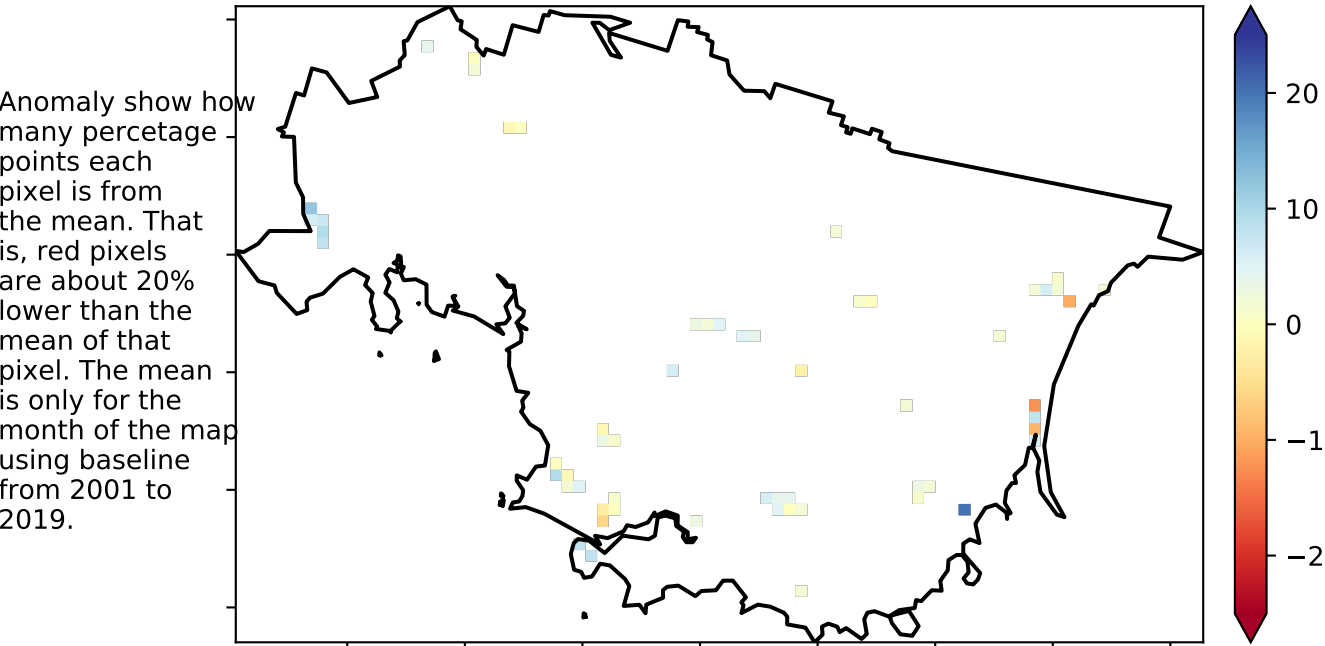 Anomaly show how
many percetage
points each
pixel is from
the mean. That
is, red pixels
are about 20%
lower than the
mean of that
pixel. The mean
is only for the
month of the map
using baseline
from 2001 to
2019.
20
10
0
−1
−2